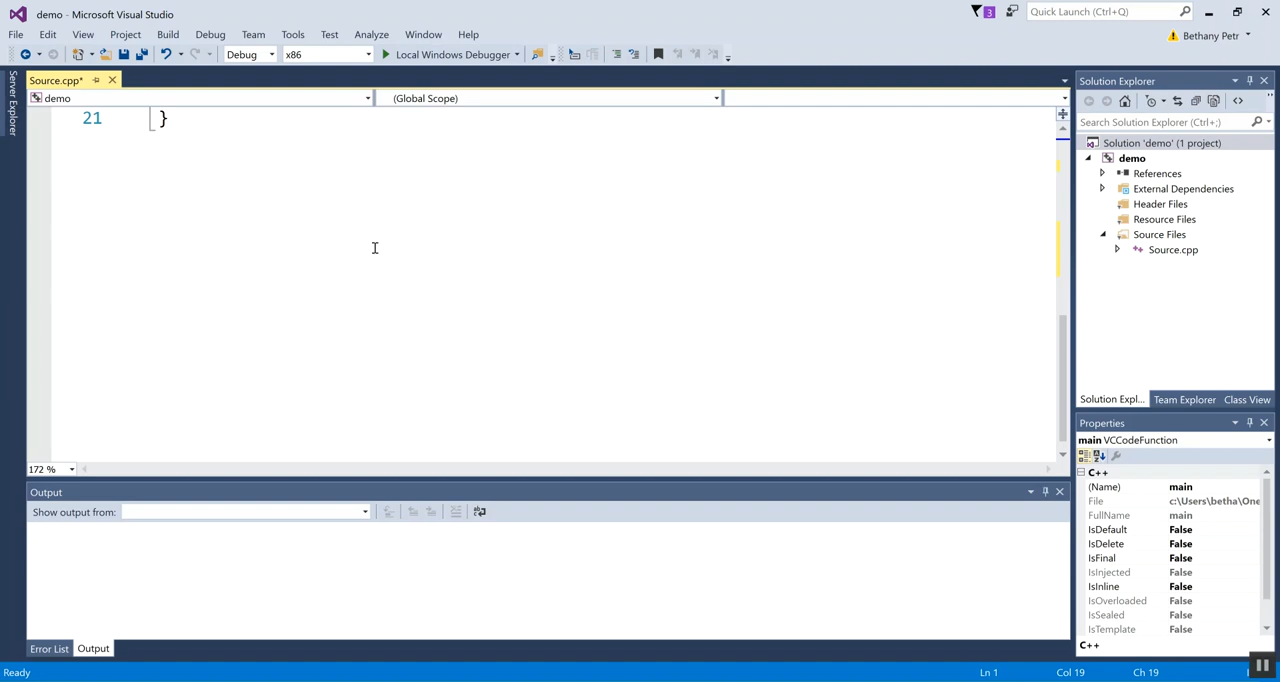 demo - Microsoft Visual Studio
3
Quick Launch (Ctrl+Q)
File Edit View Project Build Debug Team Tools Test Analyze Window Help
Bethany Petr
Debug x86 Local Windows Debugger
Server Explorer
Source.cpp*
demo (Global Scope)
21 }
172 %
Solution Explorer
Search Solution Explorer (Ctrl+;)
Solution 'demo' (1 project)
demo
References
External Dependencies
Header Files
Resource Files
Source Files
Source.cpp
Solution Expl... Team Explorer Class View
Properties
main VCCodeFunction
C++
(Name) main
File c:\Users\betha\One
FullName main
IsDefault False
IsDelete False
IsFinal False
IsInjected False
IsInline False
IsOverloaded False
IsSealed False
IsTemplate False
C++
Output
Show output from:
Error List Output
Ready Ln 1 Col 19 Ch 19